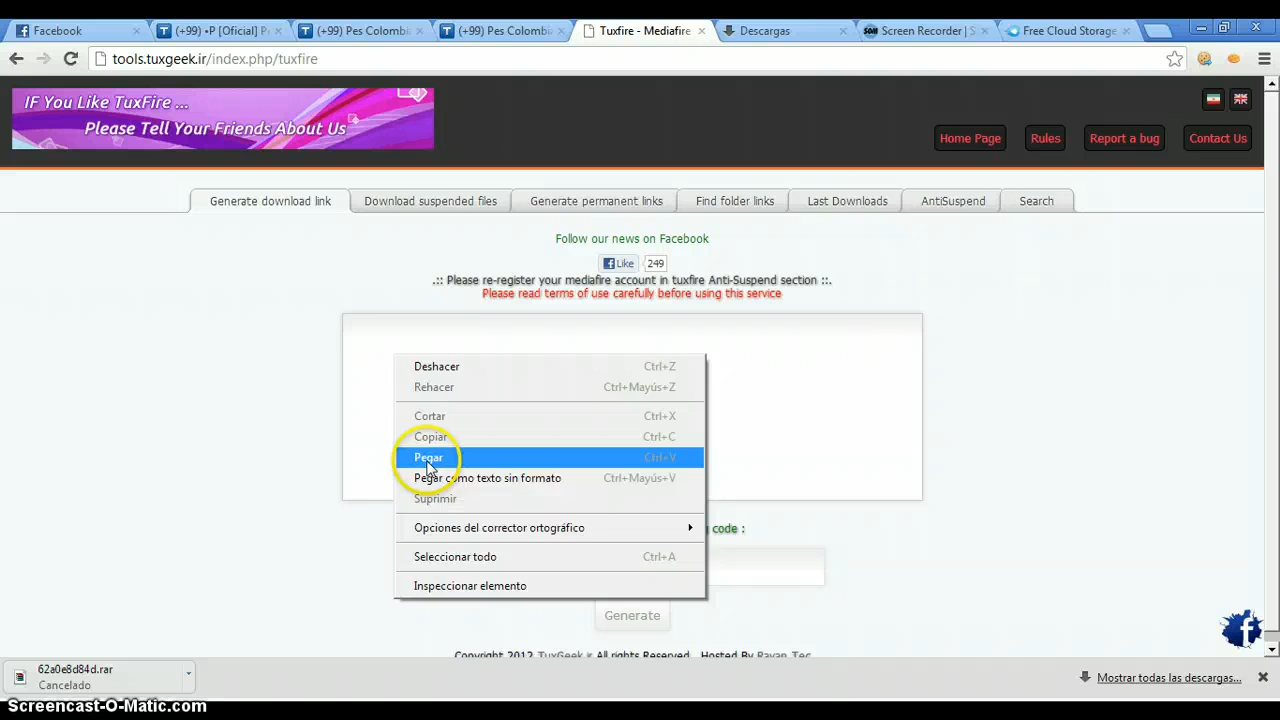 Facebook
(+99) •P [Oficial] P
(+99) Pes Colombi
(+99) Pes Colombi
Tuxfire - Mediafire
Descargas
Screen Recorder | S
Free Cloud Storage
tools.tuxgeek.ir/index.php/tuxfire
IF You Like TuxFire ...
Please Tell Your Friends About Us
Home Page
Rules
Report a bug
Contact Us
Generate download link
Download suspended files
Generate permanent links
Find folder links
Last Downloads
AntiSuspend
Search
Follow our news on Facebook
Like
249
.:: Please re-register your mediafire account in tuxfire Anti-Suspend section ::.
Please read terms of use carefully before using this service
Deshacer Ctrl+Z
Rehacer Ctrl+Mayús+Z
Cortar Ctrl+X
Copiar Ctrl+C
Pegar Ctrl+V
Pegar como texto sin formato Ctrl+Mayús+V
Suprimir
Opciones del corrector ortográfico
code :
Seleccionar todo Ctrl+A
Inspeccionar elemento
Generate
Copyright 2012 TuxGeek.ir All rights Reserved Hosted By Rayan Tec
62a0e8d84d.rar
Cancelado
Mostrar todas las descargas...
Screencast-O-Matic.com